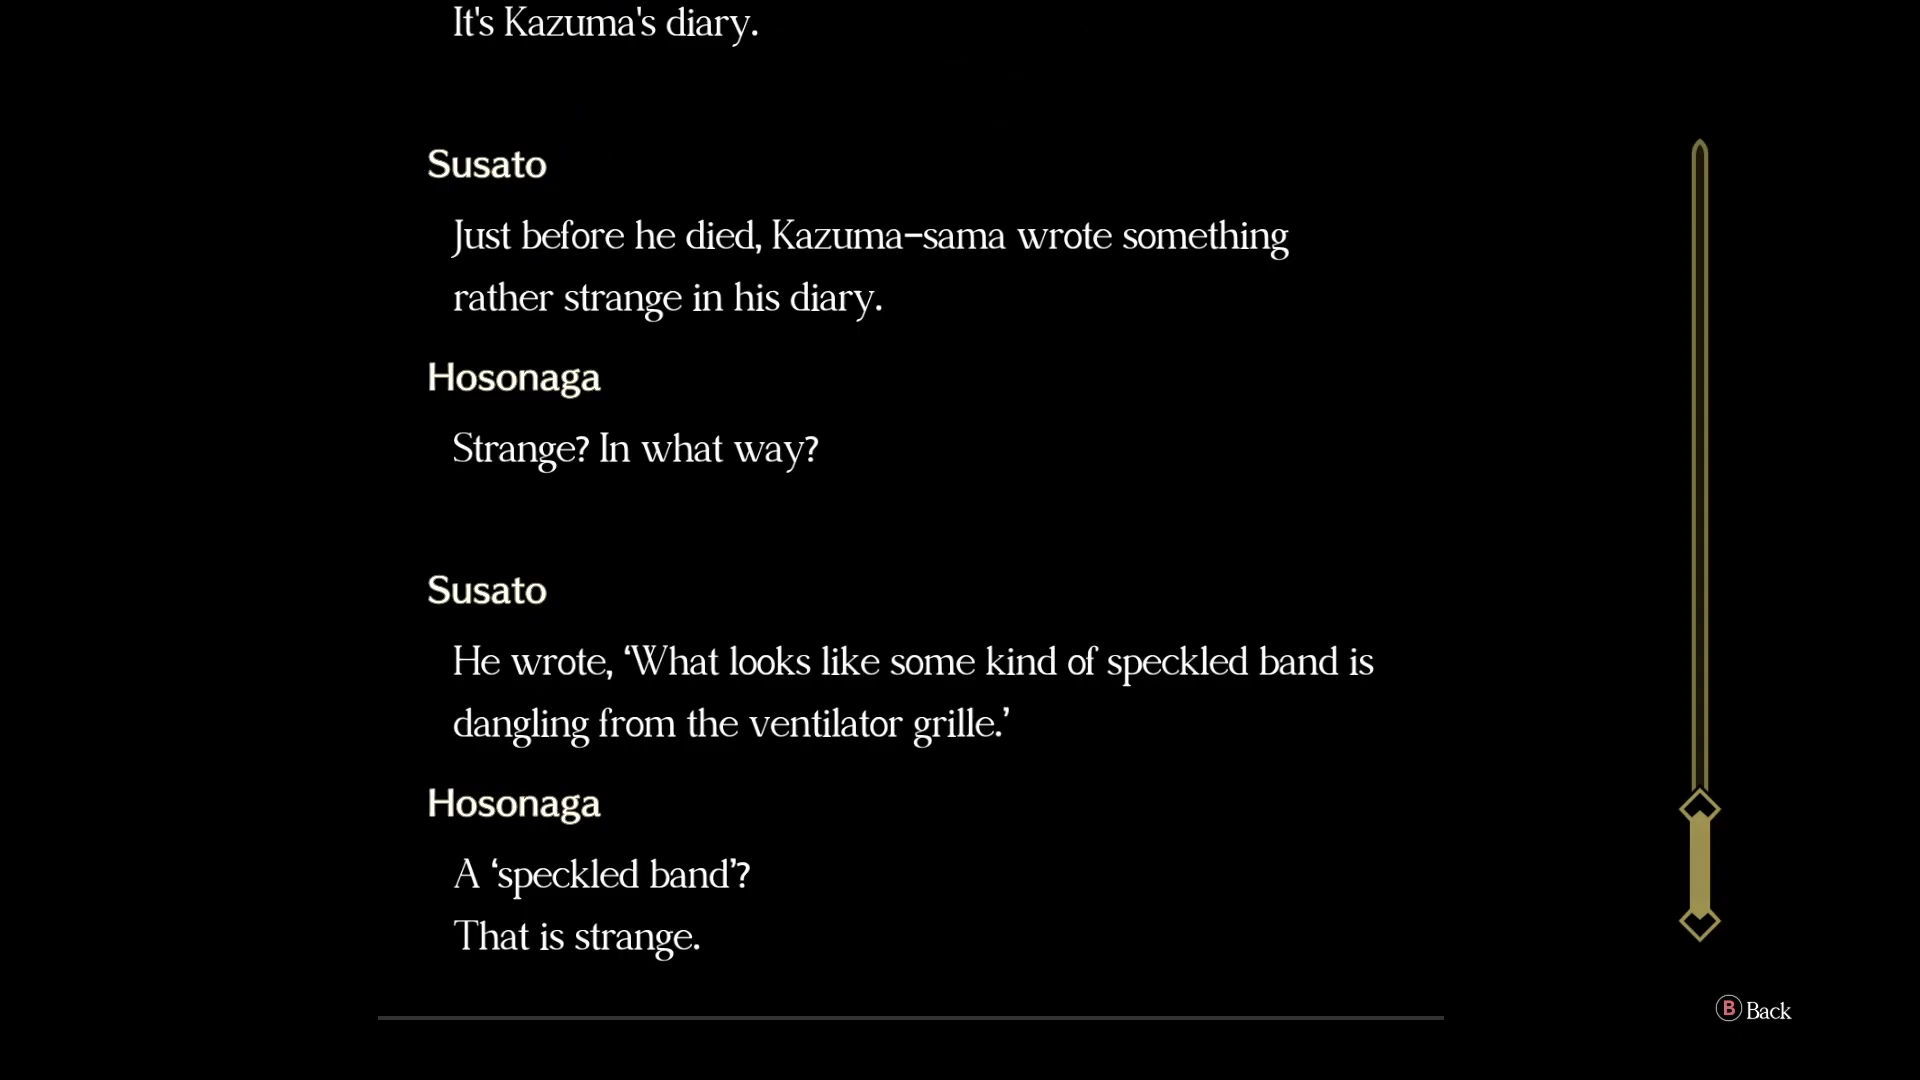 It's Kazuma's diary.
Susato
Just before he died, Kazuma-sama wrote something
rather strange in his diary.
Hosonaga
Strange? In what way?
Susato
He wrote, ‘What looks like some kind of speckled band is
dangling from the ventilator grille.’
Hosonaga
A ‘speckled band’?
That is strange.
B Back